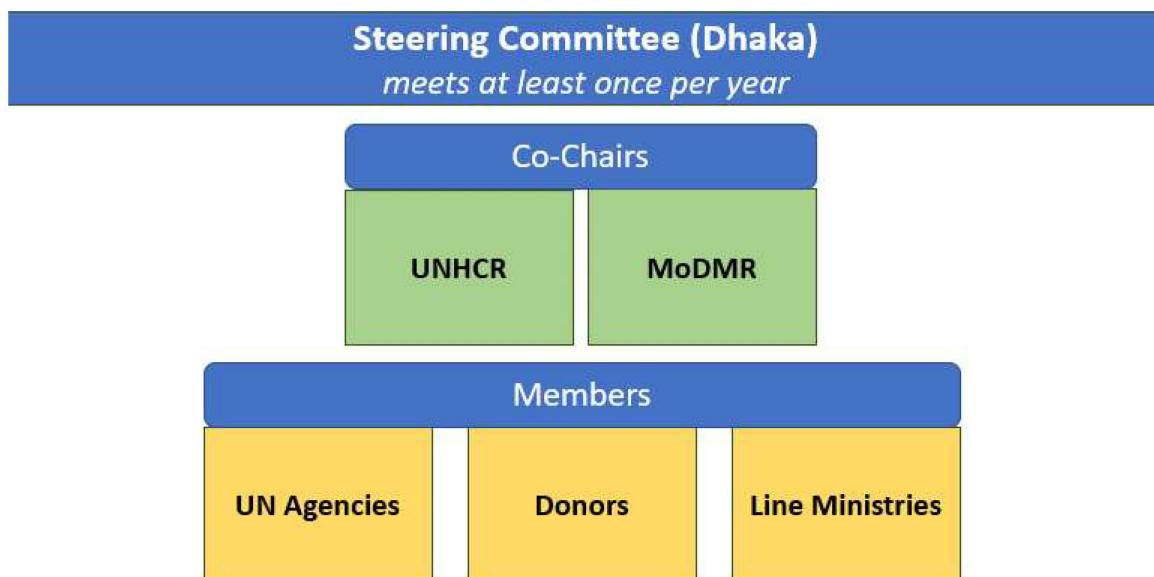 Steering Committee (Dhaka)
meets at least once per year
Co-Chairs
UNHCR
MoDMR
Members
UN Agencies
Donors
Line Ministries